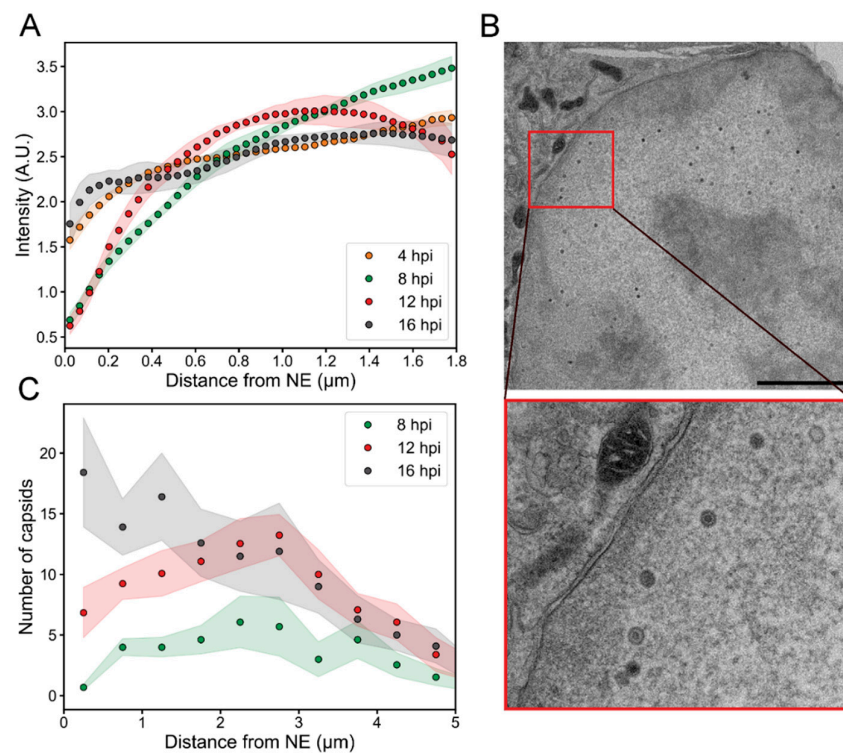 A
Intensity (A.U.)
3.5
3.0
2.5
2.0
1.5
1.0
0.5
4 hpi
8 hpi
12 hpi
16 hpi
0.0 0.2 0.4 0.6 0.8 1.0 1.2 1.4 1.6 1.8
Distance from NE (µm)
B
C
Number of capsids
20
15
10
5
0
8 hpi
12 hpi
16 hpi
0 1 2 3 4 5
Distance from NE (µm)